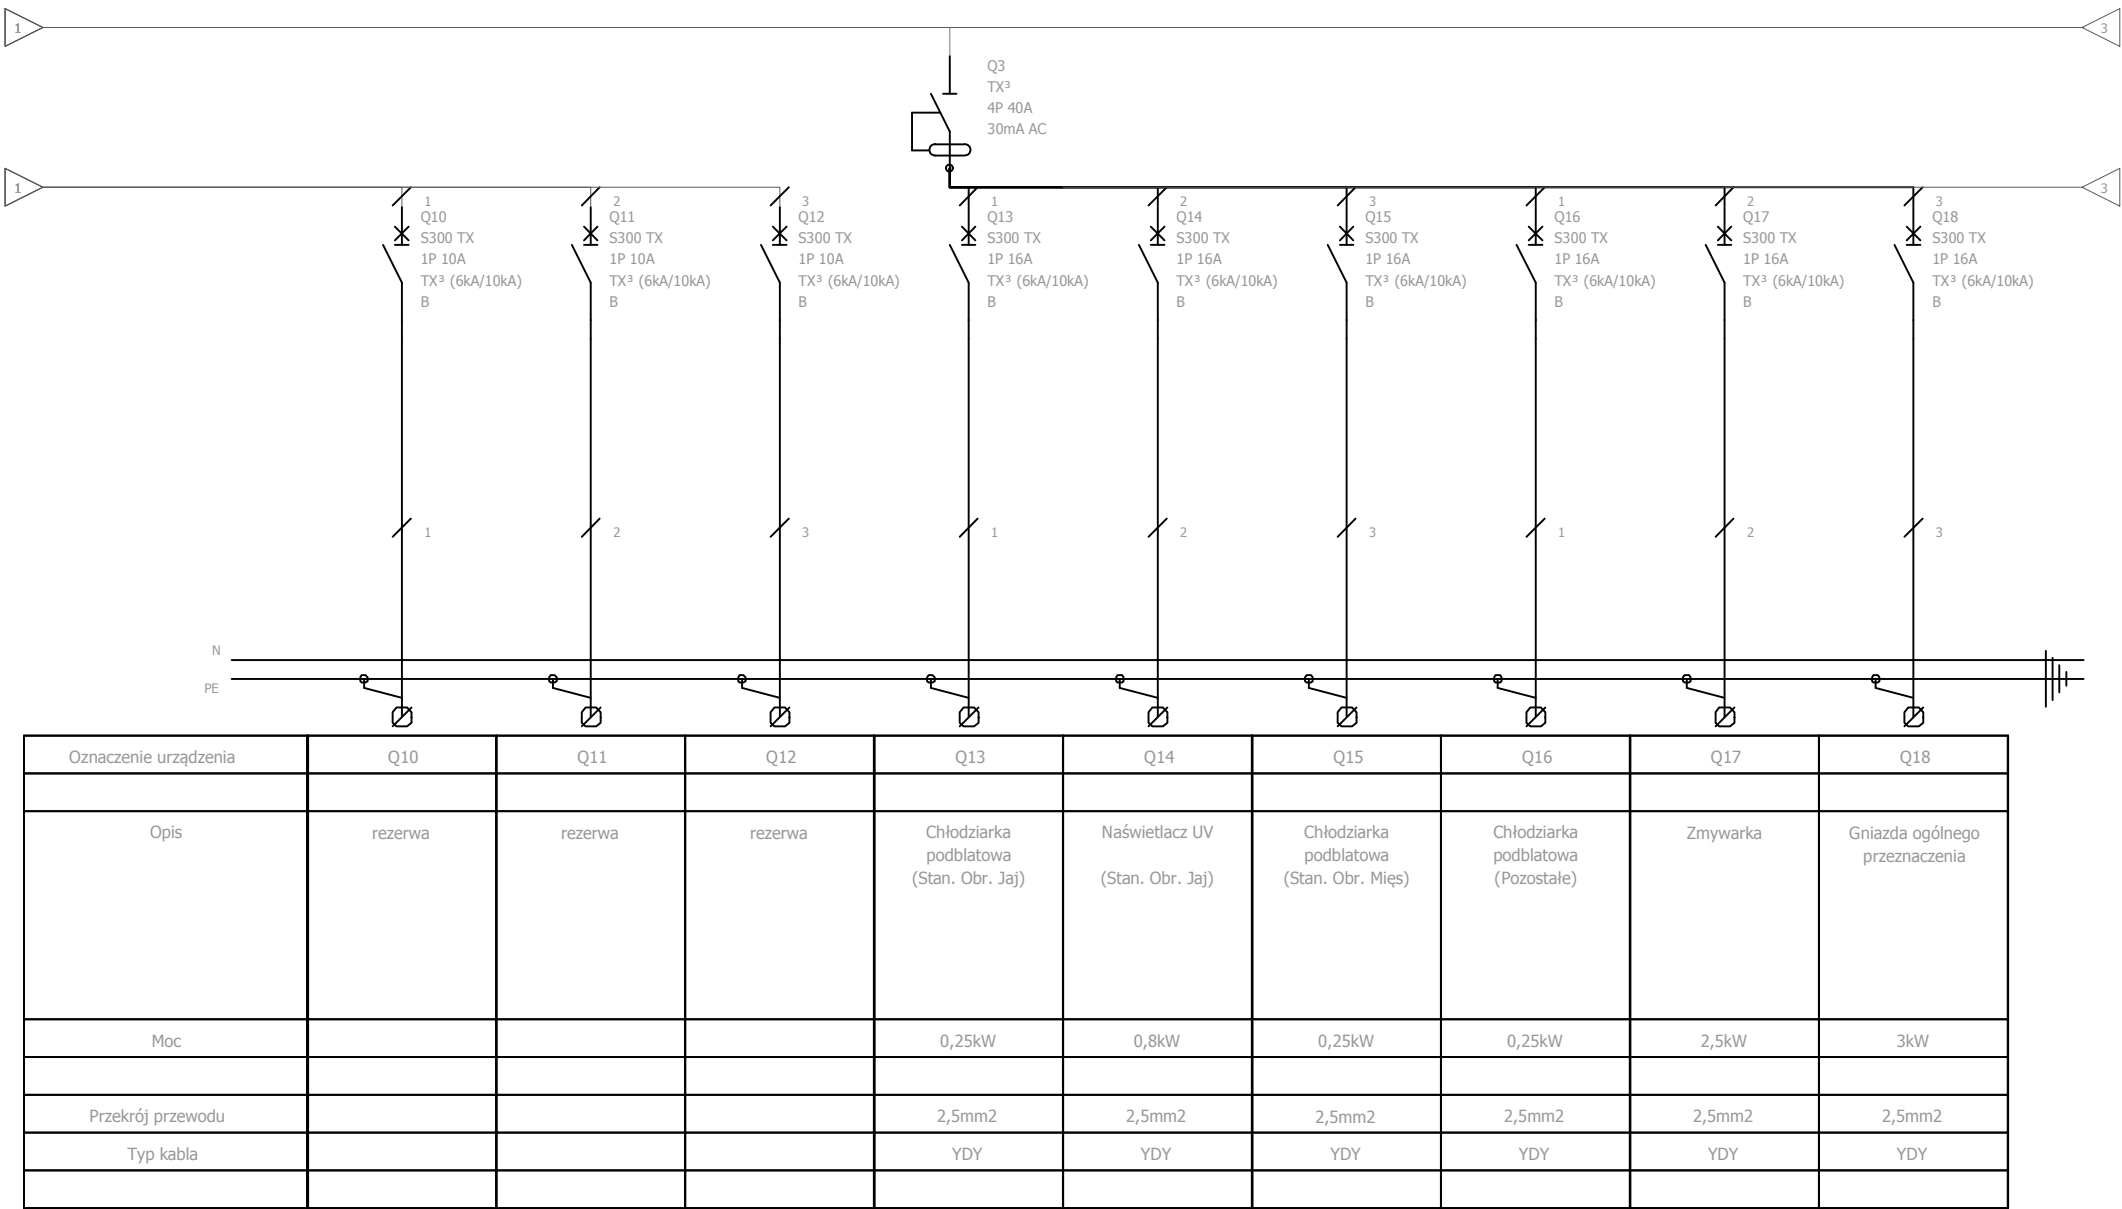 1
3
Q3
TX³
4P 40A
30mA AC
1
3
1
Q10
S300 TX
1P 10A
TX³ (6kA/10kA)
B
2
Q11
S300 TX
1P 10A
TX³ (6kA/10kA)
B
3
Q12
S300 TX
1P 10A
TX³ (6kA/10kA)
B
1
Q13
S300 TX
1P 16A
TX³ (6kA/10kA)
B
2
Q14
S300 TX
1P 16A
TX³ (6kA/10kA)
B
3
Q15
S300 TX
1P 16A
TX³ (6kA/10kA)
B
1
Q16
S300 TX
1P 16A
TX³ (6kA/10kA)
B
2
Q17
S300 TX
1P 16A
TX³ (6kA/10kA)
B
3
Q18
S300 TX
1P 16A
TX³ (6kA/10kA)
B
1 2 3 1 2 3 1 2 3
N
PE
Oznaczenie urządzenia Q10 Q11 Q12 Q13 Q14 Q15 Q16 Q17 Q18
Opis
rezerwa
rezerwa
rezerwa
Chłodziarka
podblatowa
(Stan. Obr. Jaj)
Naświetlacz UV
(Stan. Obr. Jaj)
Chłodziarka
podblatowa
(Stan. Obr. Mięs)
Chłodziarka
podblatowa
(Pozostałe)
Zmywarka
Gniazda ogólnego
przeznaczenia
Moc 0,25kW 0,8kW 0,25kW 0,25kW 2,5kW 3kW
Przekrój przewodu 2,5mm2 2,5mm2 2,5mm2 2,5mm2 2,5mm2 2,5mm2
Typ kabla YDY YDY YDY YDY YDY YDY